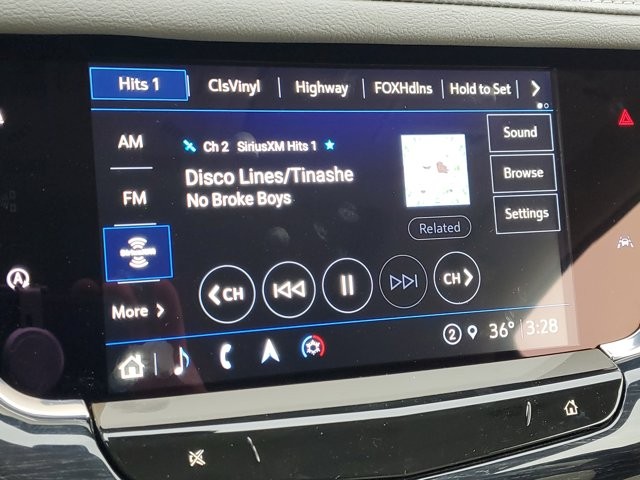 Hits 1 ClsVinyl Highway FOXHdlns Hold to Set
AM
Ch 2 SiriusXM Hits 1
Sound
Disco Lines/Tinashe
Browse
FM
No Broke Boys
Settings
Related
CH
CH
More
2 36° 3:28